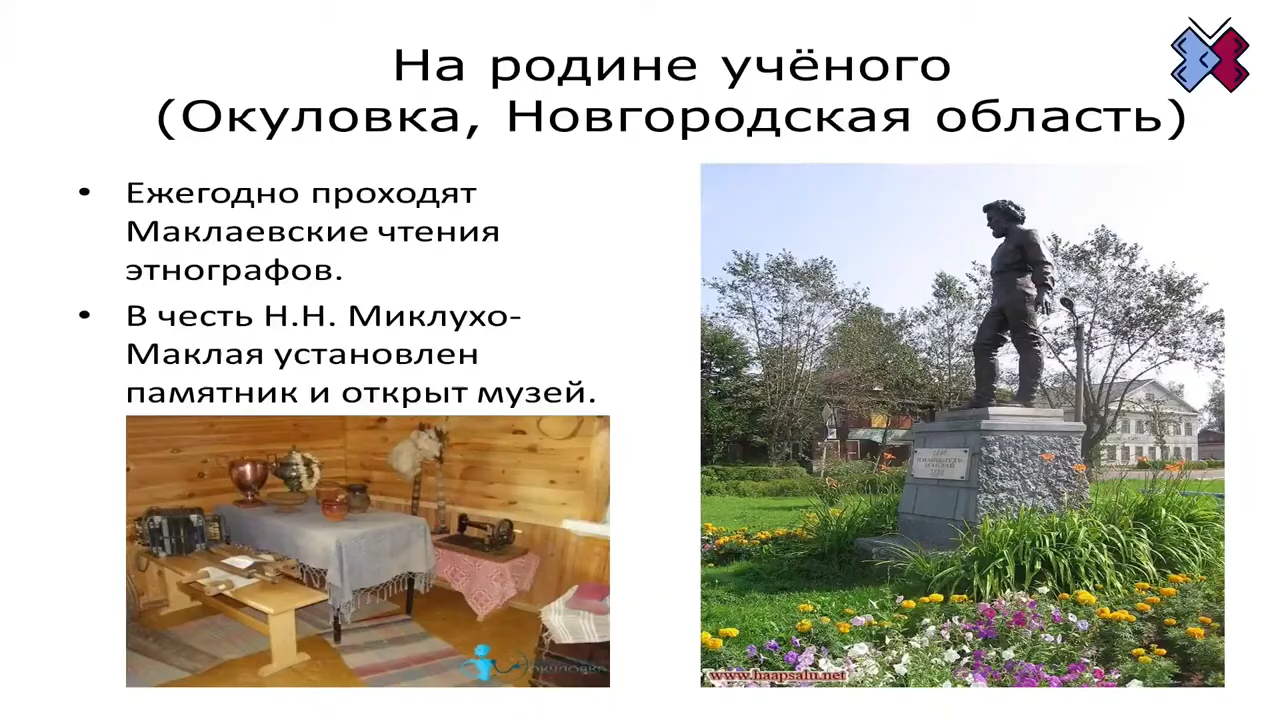 На родине учёного
(Окуловка, Новгородская область)
• Ежегодно проходят
Маклаевские чтения
этнографов.
• В честь Н.Н. Миклухо-
Маклая установлен
памятник и открыт музей.
окуловка
www.haapsalu.net